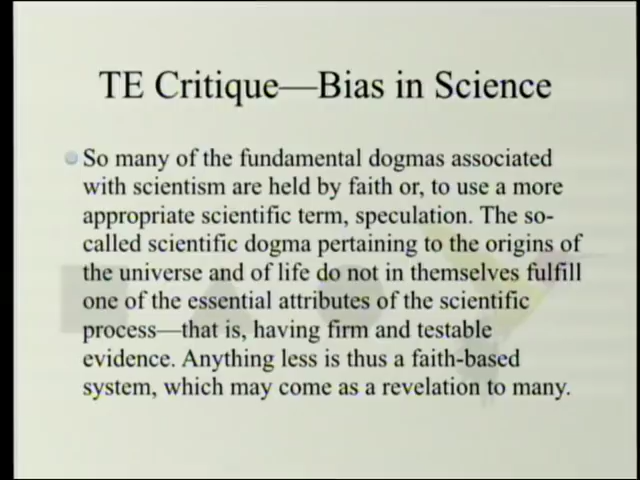 TE Critique—Bias in Science
So many of the fundamental dogmas associated
with scientism are held by faith or, to use a more
appropriate scientific term, speculation. The so-
called scientific dogma pertaining to the origins of
the universe and of life do not in themselves fulfill
one of the essential attributes of the scientific
process—that is, having firm and testable
evidence. Anything less is thus a faith-based
system, which may come as a revelation to many.